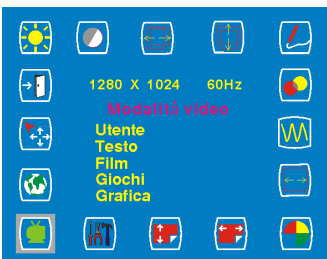 1280 X 1024 60Hz
Modalità video
Utente
Testo
Film
Giochi
Grafica